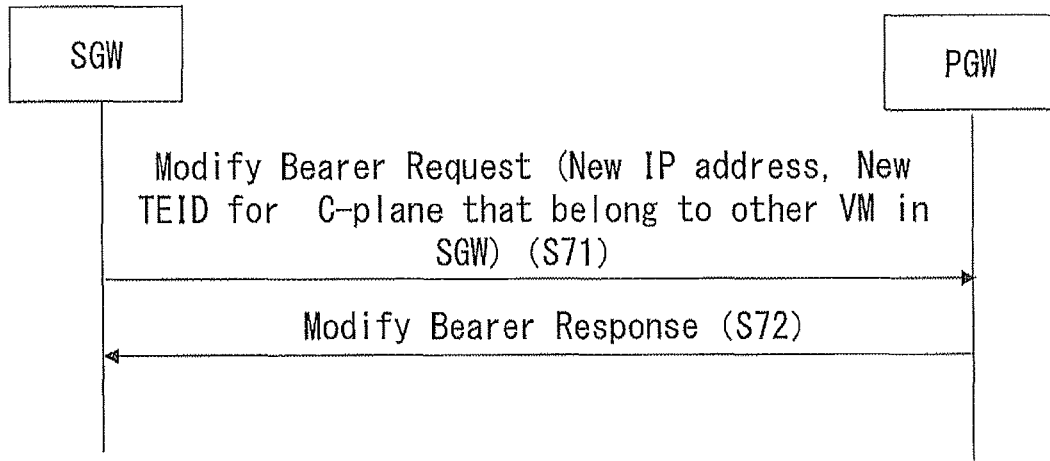 SGW
PGW
Modify Bearer Request (New IP address, New
TEID for C-plane that belong to other VM in
SGW) (S71)
Modify Bearer Response (S72)